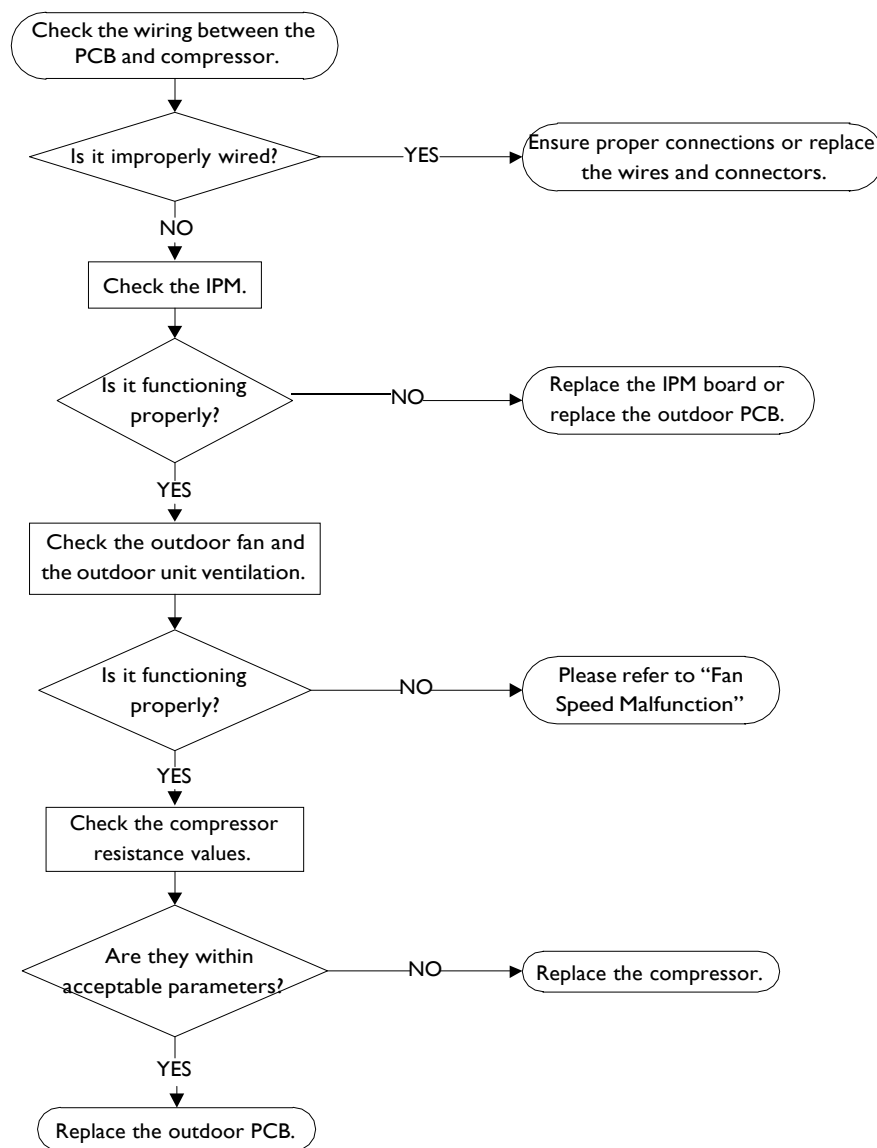 Check the wiring between the
PCB and compressor.
Is it improperly wired?
YES
Ensure proper connections or replace
the wires and connectors.
NO
Check the IPM.
Is it functioning
properly?
NO
Replace the IPM board or
replace the outdoor PCB.
YES
Check the outdoor fan and
the outdoor unit ventilation.
Is it functioning
properly?
NO
Please refer to “Fan
Speed Malfunction”
YES
Check the compressor
resistance values.
Are they within
acceptable parameters?
NO
Replace the compressor.
YES
Replace the outdoor PCB.